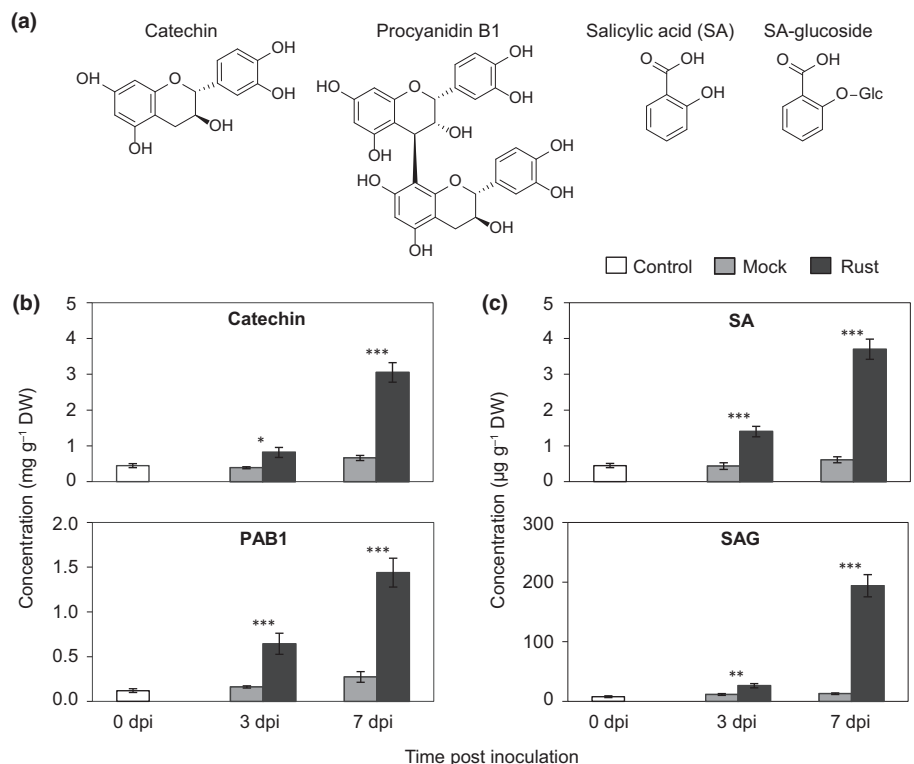 (a)
Catechin
Procyanidin B1
Salicylic acid (SA)
SA-glucoside
OH
OH
HO
O
OH
OH
OH
OH
HO
O
OH
OH
OH
HO
O
OH
OH
OH
O
OH
OH
O
OH
O–Glc
Control
Mock
Rust
(b)
Catechin
Concentration (mg g⁻¹ DW)
5
4
3
2
1
0
*
***
PAB1
2.0
1.5
1.0
0.5
0.0
***
***
0 dpi
3 dpi
7 dpi
(c)
SA
Concentration (µg g⁻¹ DW)
5
4
3
2
1
0
***
***
SAG
300
200
100
0
**
***
0 dpi
3 dpi
7 dpi
Time post inoculation